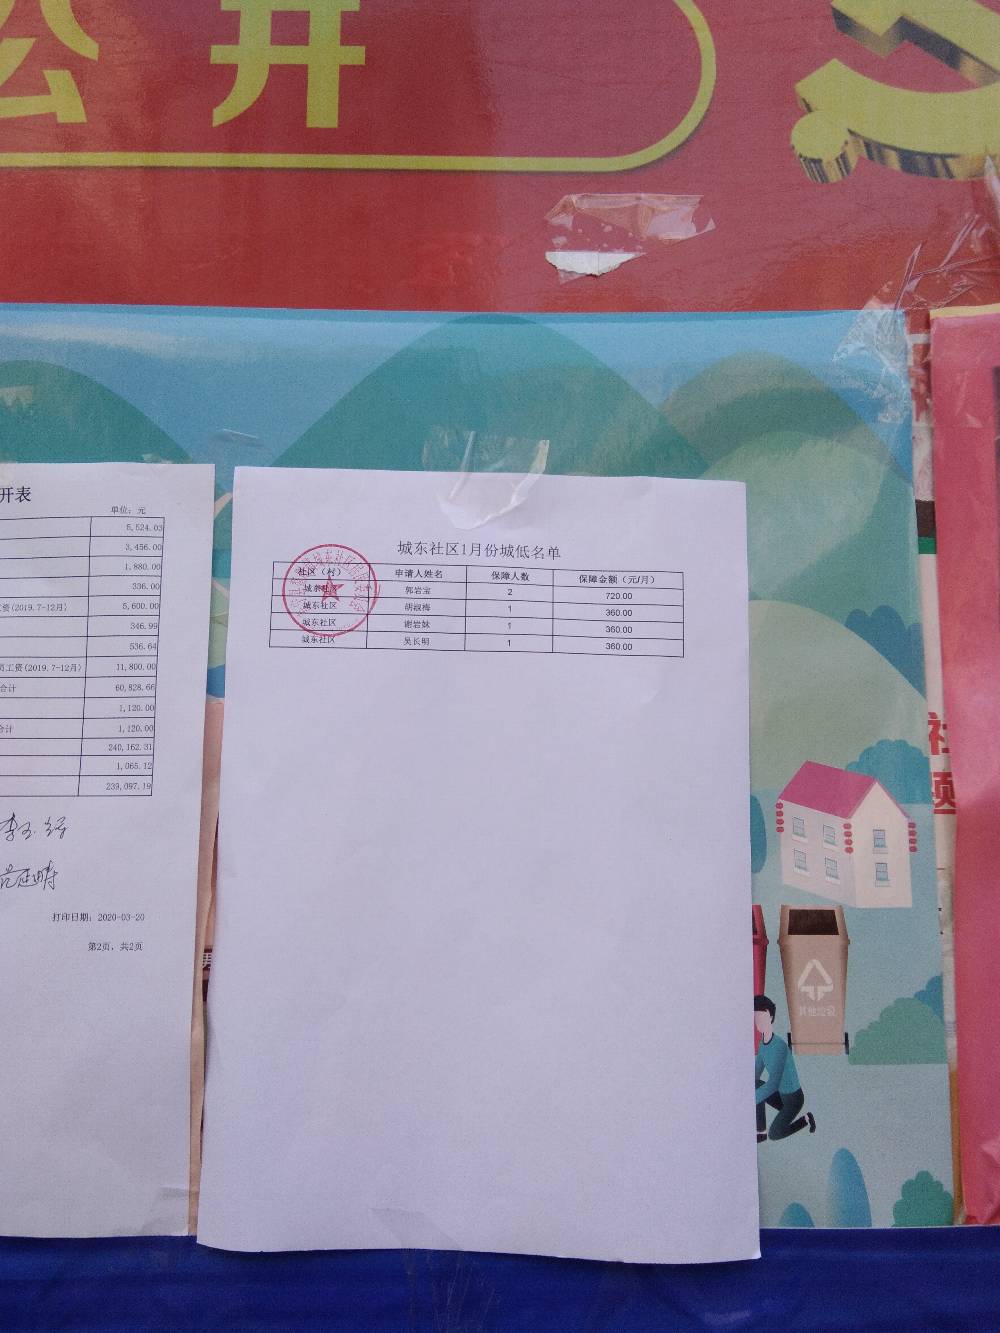 公开
开表
单位：元
5,524.03
3,456.00
1,880.00
336.00
资(2019.7-12月) 5,600.00
346.99
536.64
员工资(2019.7-12月) 11,800.00
合计 60,828.66
1,120.00
合计 1,120.00
240,162.31
1,065.12
239,097.19
打印日期：2020-03-20
第2页，共2页
城东社区1月份城低名单
社区（村） 申请人姓名 保障人数 保障金额（元/月）
城东社区 郭岩宝 2 720.00
城东社区 胡淑梅 1 360.00
城东社区 谢岩妹 1 360.00
城东社区 吴长明 1 360.00
其他垃圾